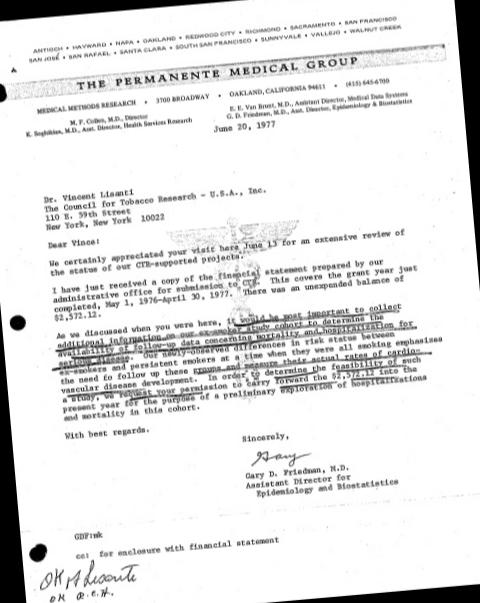 ANTIOCH • HAYWARD • NAPA • OAKLAND • REDWOOD CITY • RICHMOND • SACRAMENTO • SAN FRANCISCO
SAN JOSE • SAN RAFAEL • SANTA CLARA • SOUTH SAN FRANCISCO • SUNNYVALE • VALLEJO • WALNUT CREEK
THE PERMANENTE MEDICAL GROUP
MEDICAL METHODS RESEARCH • 3700 BROADWAY • OAKLAND, CALIFORNIA 94611 • (415) 645-6700
M. F. Collen, M.D., Director
K. Soghikian, M.D., Asst. Director, Health Services Research
E. E. Van Brunt, M.D., Assistant Director, Medical Data Systems
G. D. Friedman, M.D., Asst. Director, Epidemiology & Biostatistics
June 20, 1977
Dr. Vincent Lisanti
The Council for Tobacco Research - U.S.A., Inc.
110 E. 59th Street
New York, New York 10022
Dear Vince:
We certainly appreciated your visit here June 13 for an extensive review of
the status of our CTR-supported projects.
I have just received a copy of the financial statement prepared by our
administrative office for submission to CTR. This covers the grant year just
completed, May 1, 1976-April 30, 1977. There was an unexpended balance of
$2,572.12.
As we discussed when you were here, it would be most important to collect
additional information on our ex-smoker study cohort to determine the
availability of follow-up data concerning mortality and hospitalization for
serious disease. Our newly-observed differences in risk status between
ex-smokers and persistent smokers at a time when they were all smoking emphasizes
the need to follow up these groups and measure their actual rates of cardio-
vascular disease development. In order to determine the feasibility of such
a study, we request your permission to carry forward the $2,572.12 into the
present year for the purpose of a preliminary exploration of hospitalizations
and mortality in this cohort.
With best regards.
Sincerely,
Gary
Gary D. Friedman, M.D.
Assistant Director for
Epidemiology and Biostatistics
GDF:mk
cc: for enclosure with financial statement
OK Lisanti
OK R.C.H.